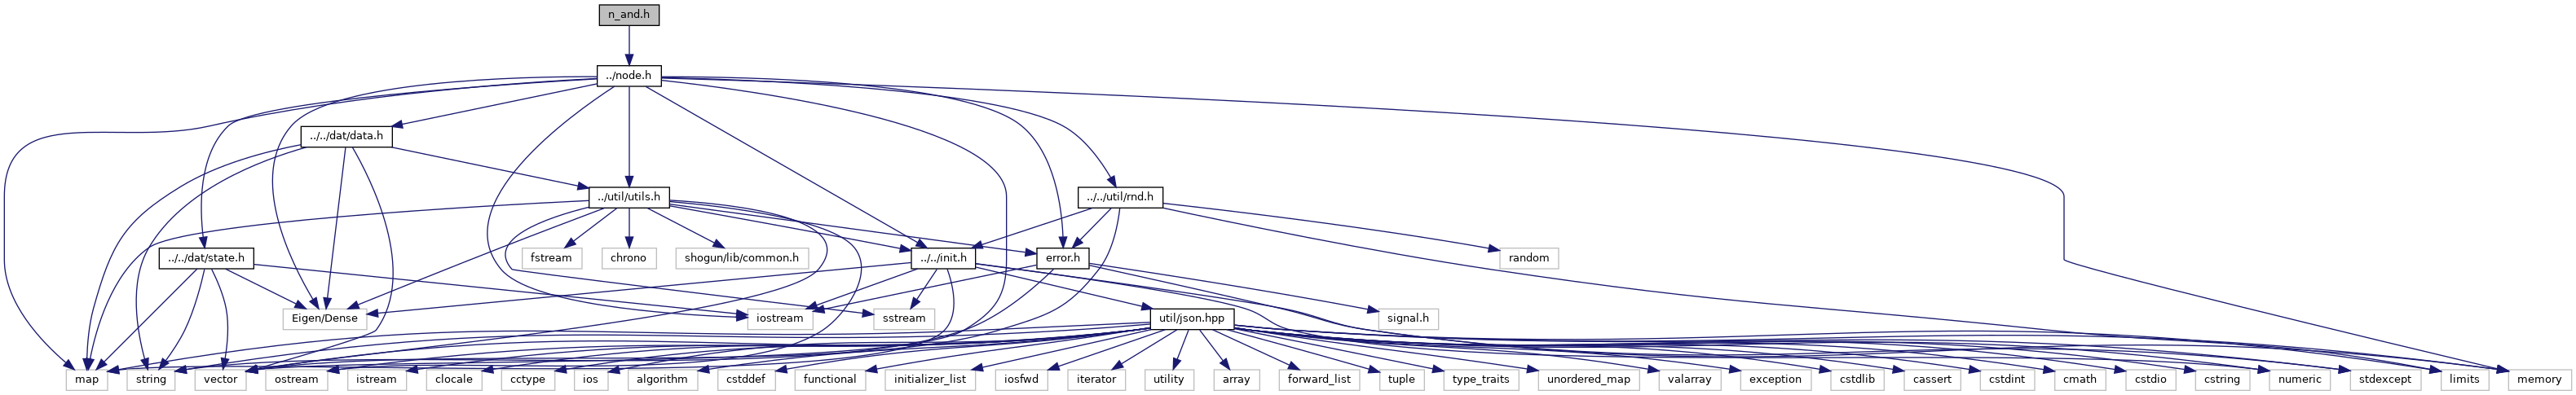 n_and.h
../node.h
../../dat/data.h
../util/utils.h
../../util/rnd.h
../../dat/state.h
fstream
chrono
shogun/lib/common.h
../../init.h
error.h
random
Eigen/Dense
iostream
sstream
util/json.hpp
signal.h
map
string
vector
ostream
istream
clocale
cctype
ios
algorithm
cstddef
functional
initializer_list
iosfwd
iterator
utility
array
forward_list
tuple
type_traits
unordered_map
valarray
exception
cstdlib
cassert
cstdint
cmath
cstdio
cstring
numeric
stdexcept
limits
memory